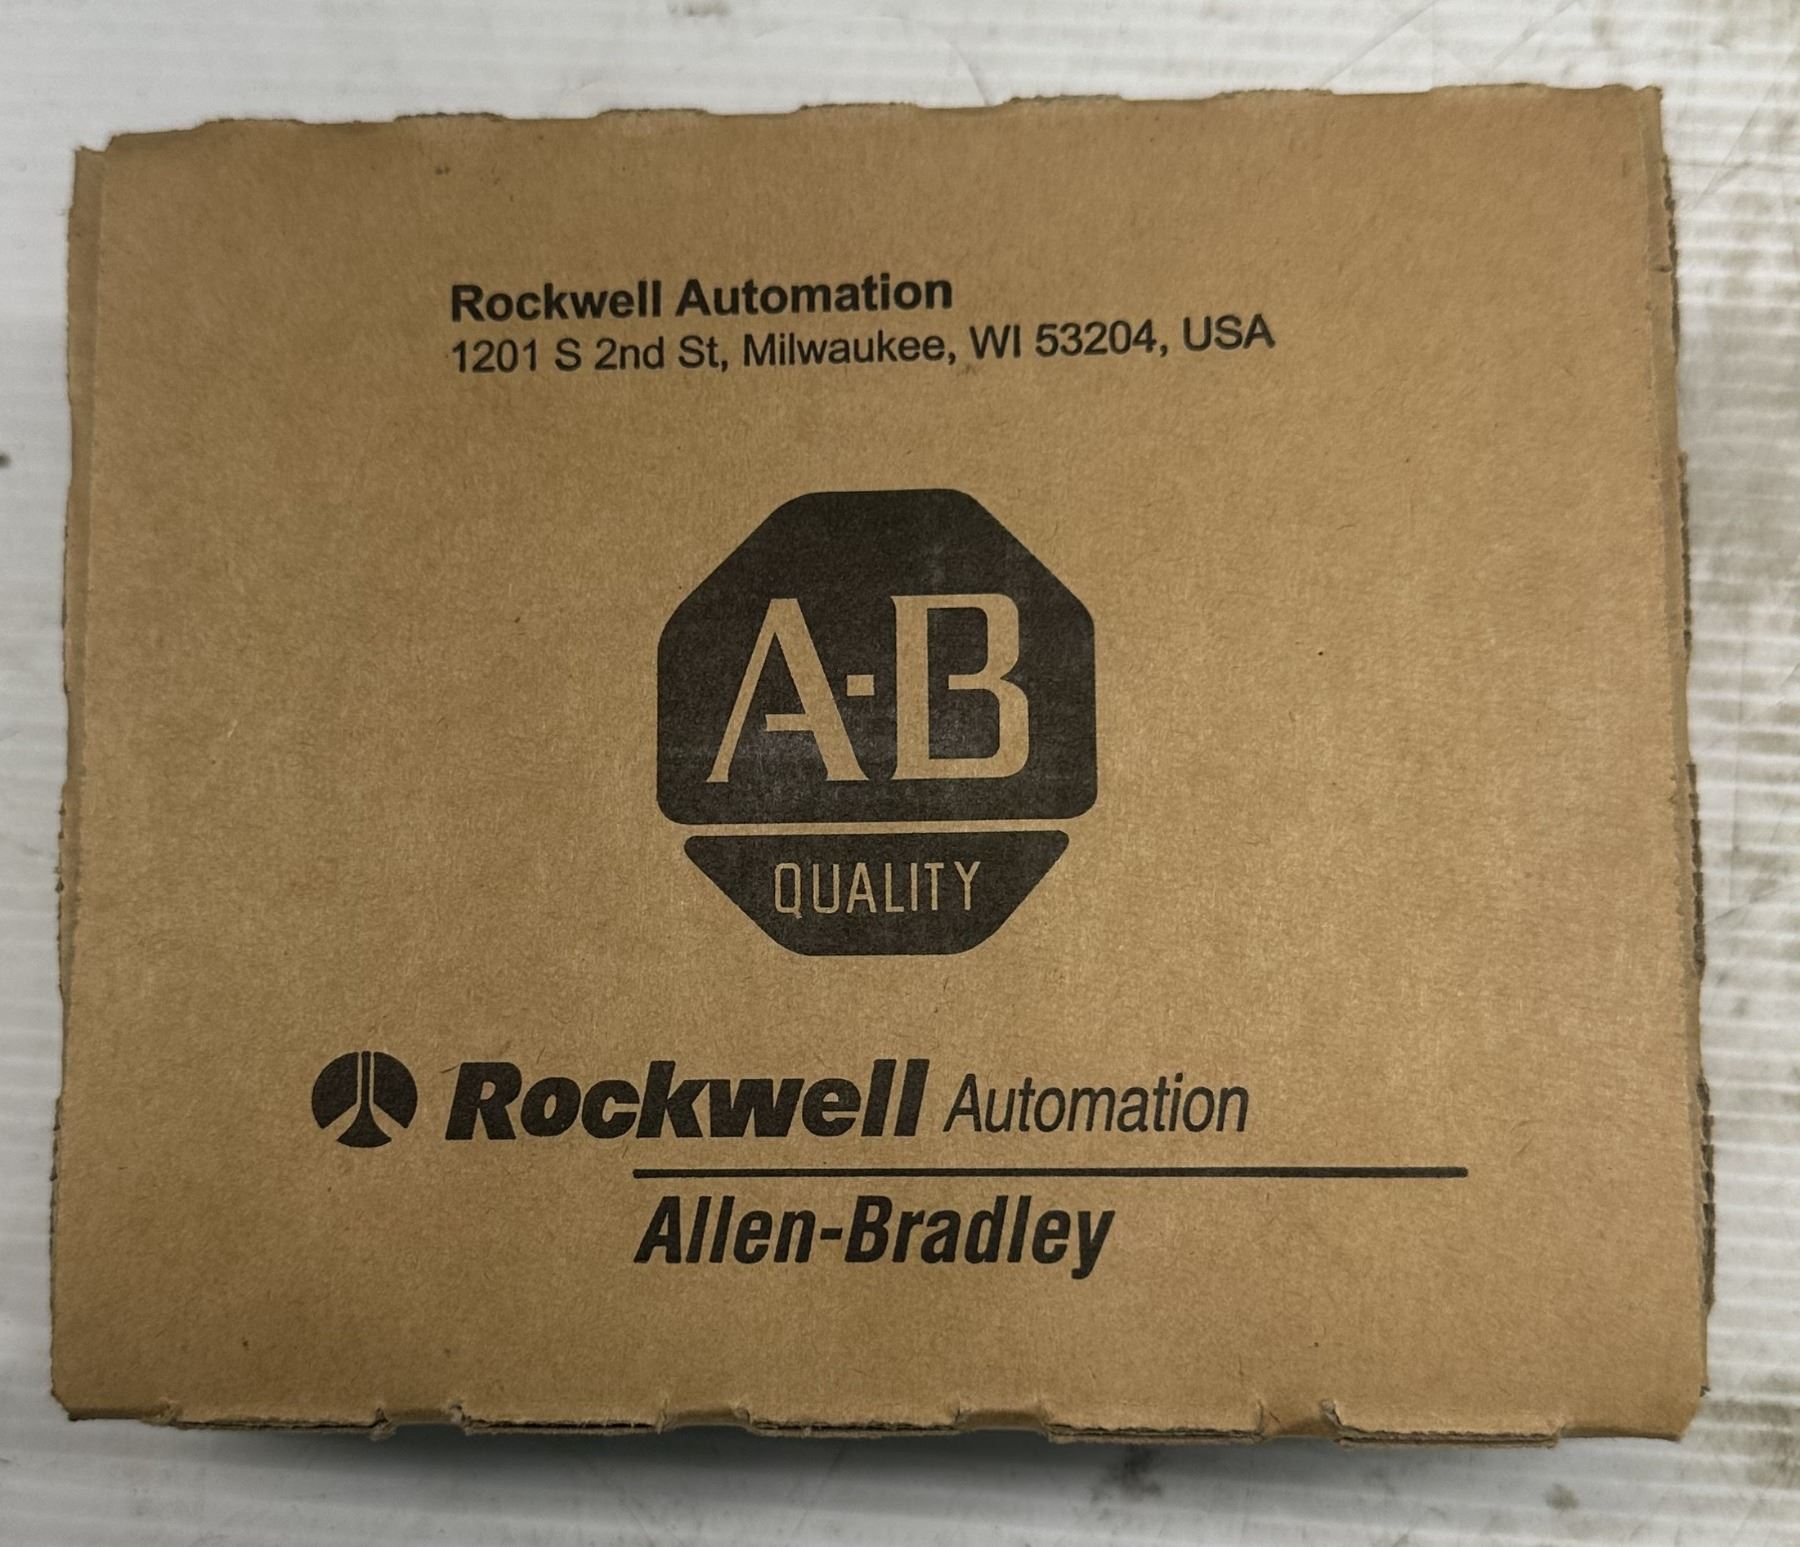 Rockwell Automation
1201 S 2nd St, Milwaukee, WI 53204, USA
A-B
QUALITY
Rockwell Automation
Allen-Bradley